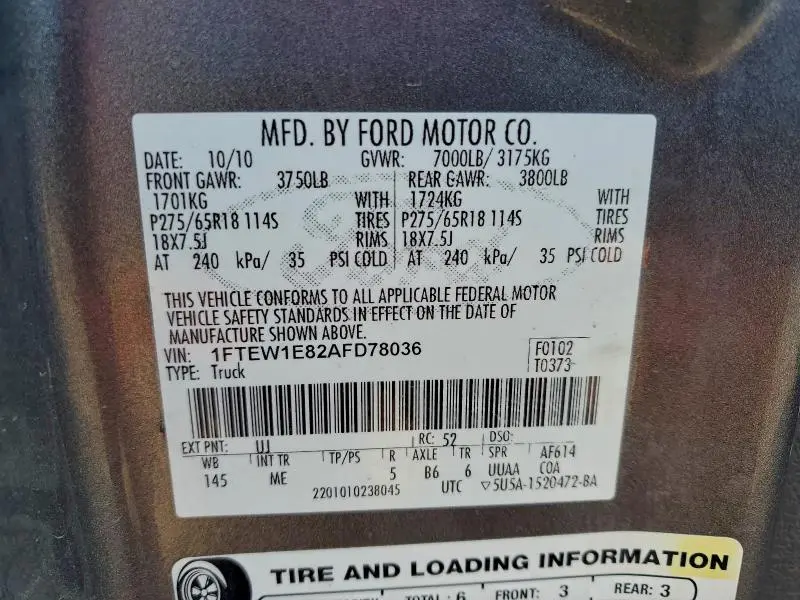 MFD. BY FORD MOTOR CO.
DATE: 10/10 GVWR: 7000LB/ 3175KG
FRONT GAWR: 3750LB REAR GAWR: 3800LB
1701KG WITH 1724KG WITH
P275/65R18 114S TIRES P275/65R18 114S TIRES
18X7.5J RIMS 18X7.5J RIMS
AT 240 kPa/ 35 PSI COLD AT 240 kPa/ 35 PSI COLD
THIS VEHICLE CONFORMS TO ALL APPLICABLE FEDERAL MOTOR
VEHICLE SAFETY STANDARDS IN EFFECT ON THE DATE OF
MANUFACTURE SHOWN ABOVE.
VIN: 1FTEW1E82AFD78036 F0102
TYPE: Truck T0373
EXT PNT: UJ RC: 52 DSO:
WB INT TR TP/PS R AXLE TR SPR AF614
145 ME 5 B6 6 UUAA COA
2201010238045 UTC ▽5U5A-1520472-BA
TIRE AND LOADING INFORMATION
TOTAL: 6 FRONT: 3 REAR: 3